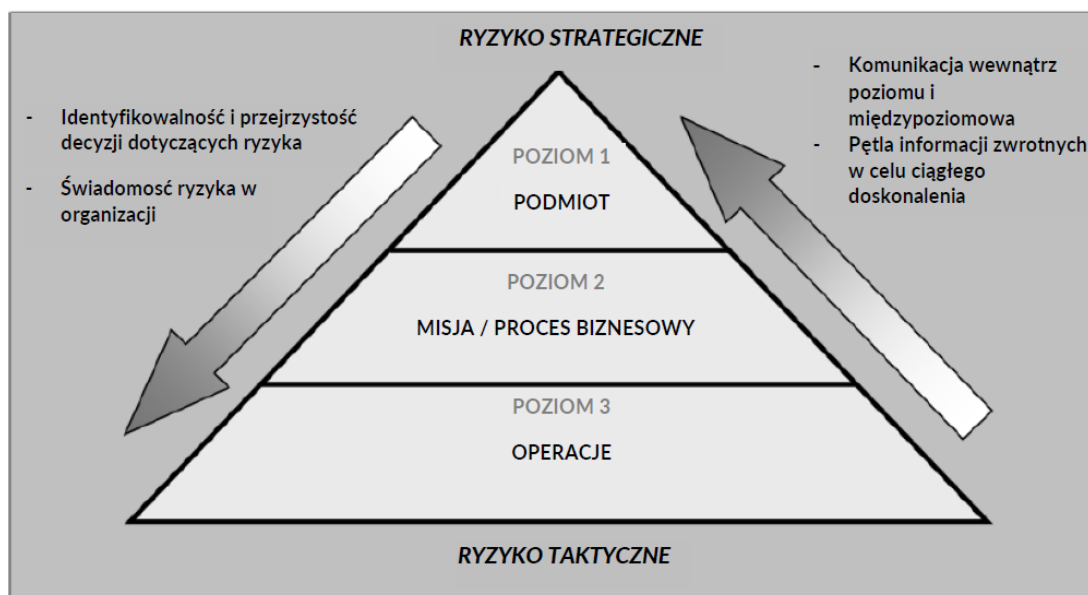 RYZYKO STRATEGICZNE
- Identyfikowalność i przejrzystość
decyzji dotyczących ryzyka
- Świadomość ryzyka w
organizacji
- Komunikacja wewnątrz
poziomu i
międzypoziomowa
- Pętla informacji zwrotnych
w celu ciągłego
doskonalenia
POZIOM 1
PODMIOT
POZIOM 2
MISJA / PROCES BIZNESOWY
POZIOM 3
OPERACJE
RYZYKO TAKTYCZNE